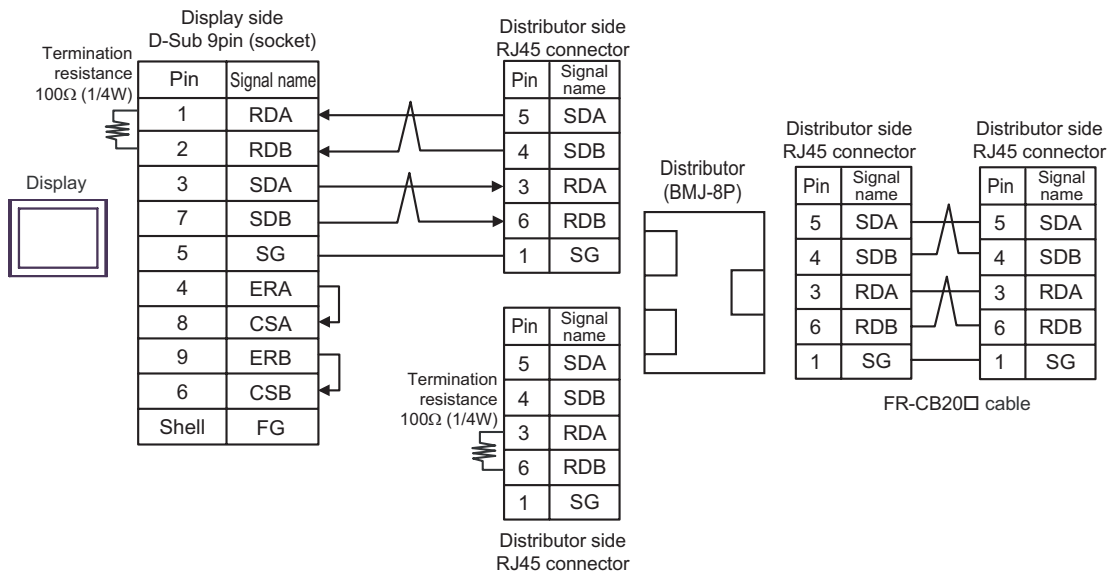 Display side
D-Sub 9pin (socket)
Termination
resistance
100Ω (1/4W)
Pin Signal name
1 RDA
2 RDB
3 SDA
7 SDB
5 SG
4 ERA
8 CSA
9 ERB
6 CSB
Shell FG
Display
Distributor side
RJ45 connector
Pin Signal
name
5 SDA
4 SDB
3 RDA
6 RDB
1 SG
Termination
resistance
100Ω (1/4W)
Pin Signal
name
5 SDA
4 SDB
3 RDA
6 RDB
1 SG
Distributor side
RJ45 connector
Distributor
(BMJ-8P)
Distributor side
RJ45 connector
Pin Signal
name
5 SDA
4 SDB
3 RDA
6 RDB
1 SG
Distributor side
RJ45 connector
Pin Signal
name
5 SDA
4 SDB
3 RDA
6 RDB
1 SG
FR-CB20□ cable